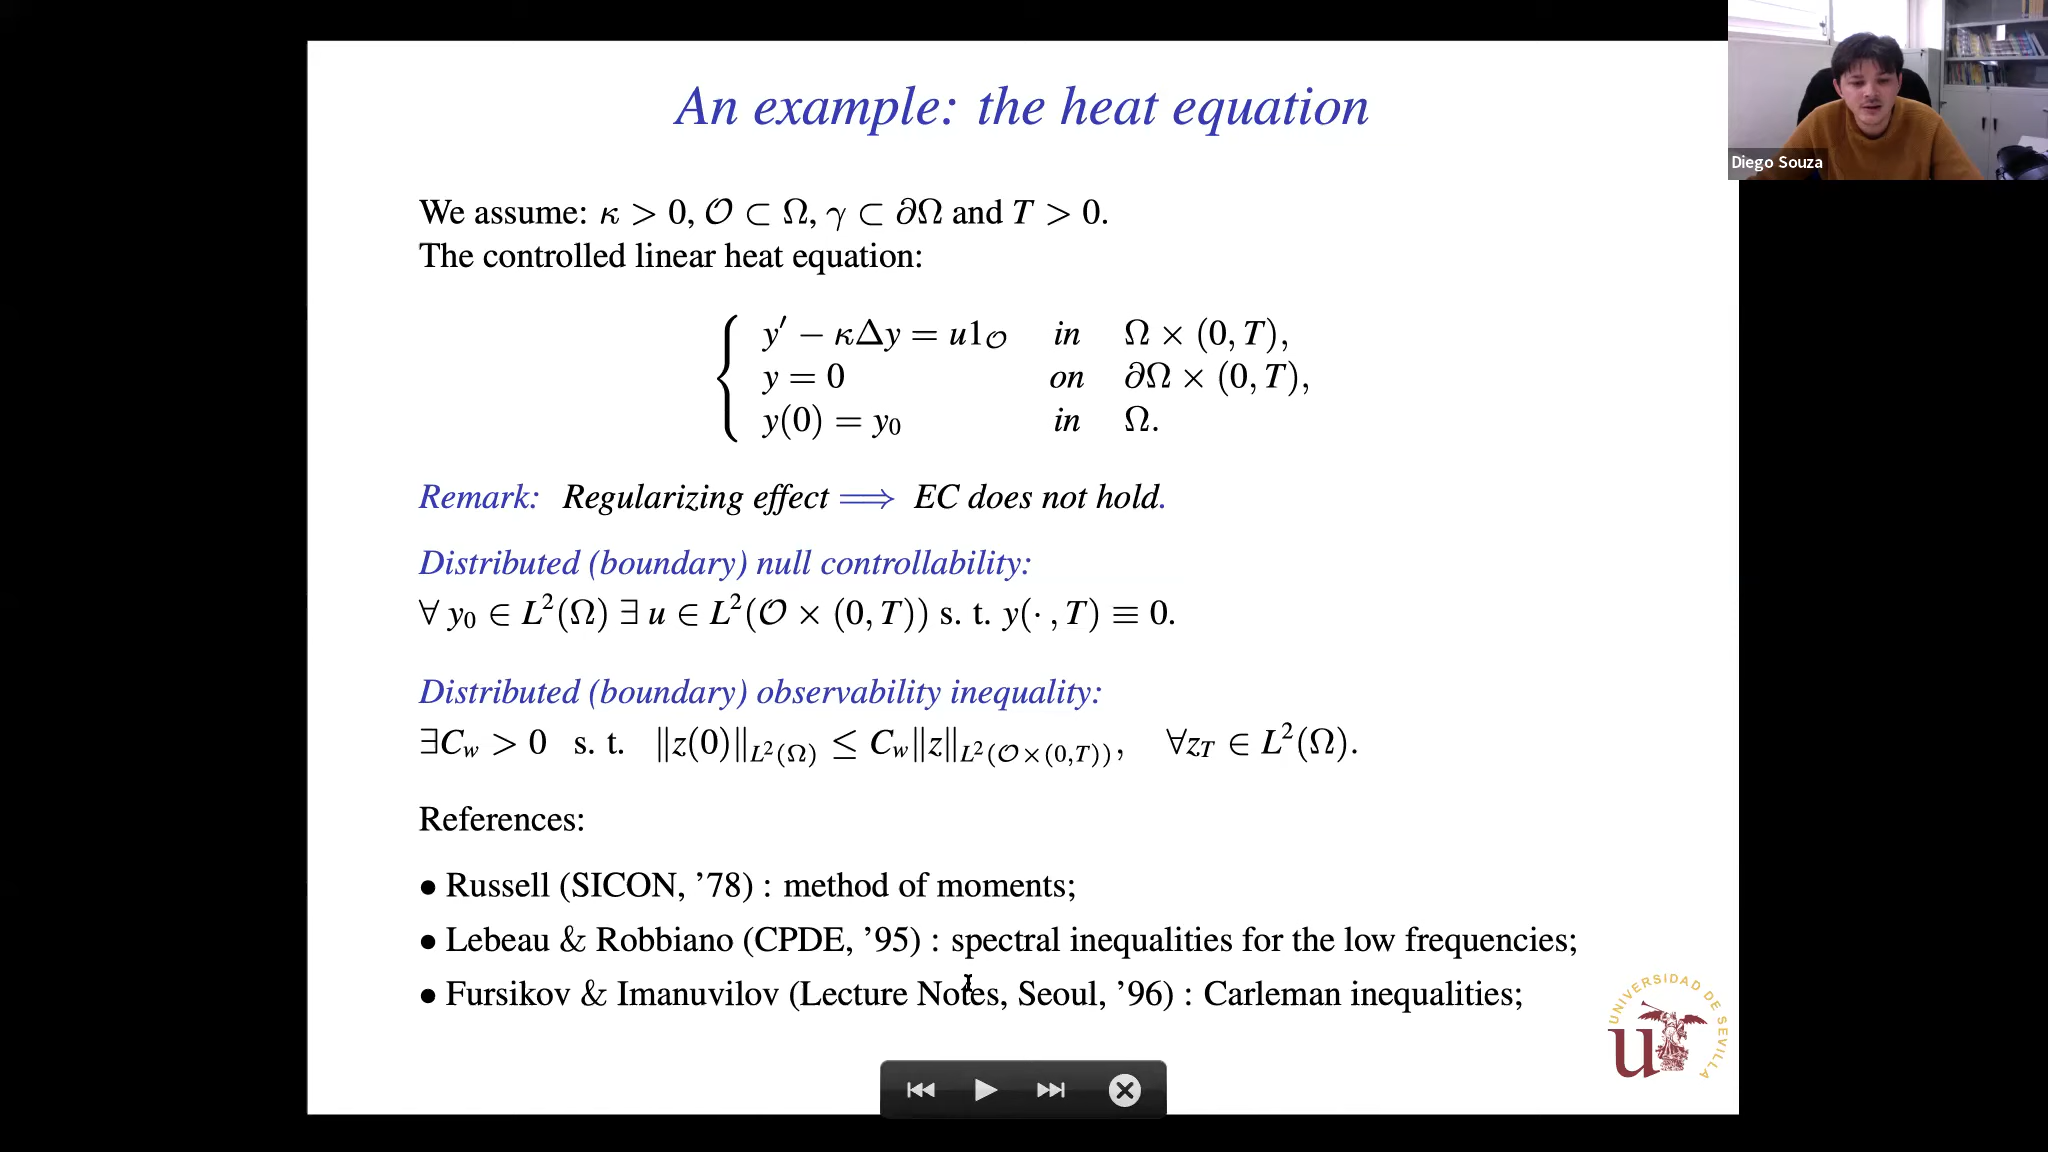 An example: the heat equation
Diego Souza
We assume: κ > 0, 𝒪 ⊂ Ω, γ ⊂ ∂Ω and T > 0.
The controlled linear heat equation:
y′ − κΔy = u1𝒪 in Ω × (0, T),
y = 0 on ∂Ω × (0, T),
y(0) = y₀ in Ω.
Remark: Regularizing effect ⟹ EC does not hold.
Distributed (boundary) null controllability:
∀ y₀ ∈ L²(Ω) ∃ u ∈ L²(𝒪 × (0, T)) s. t. y(· , T) ≡ 0.
Distributed (boundary) observability inequality:
∃C_w > 0 s. t. ‖z(0)‖_{L²(Ω)} ≤ C_w‖z‖_{L²(𝒪×(0,T))}, ∀z_T ∈ L²(Ω).
References:
• Russell (SICON, ’78) : method of moments;
• Lebeau & Robbiano (CPDE, ’95) : spectral inequalities for the low frequencies;
• Fursikov & Imanuvilov (Lecture Notes, Seoul, ’96) : Carleman inequalities;
UNIVERSIDAD DE SEVILLA
u